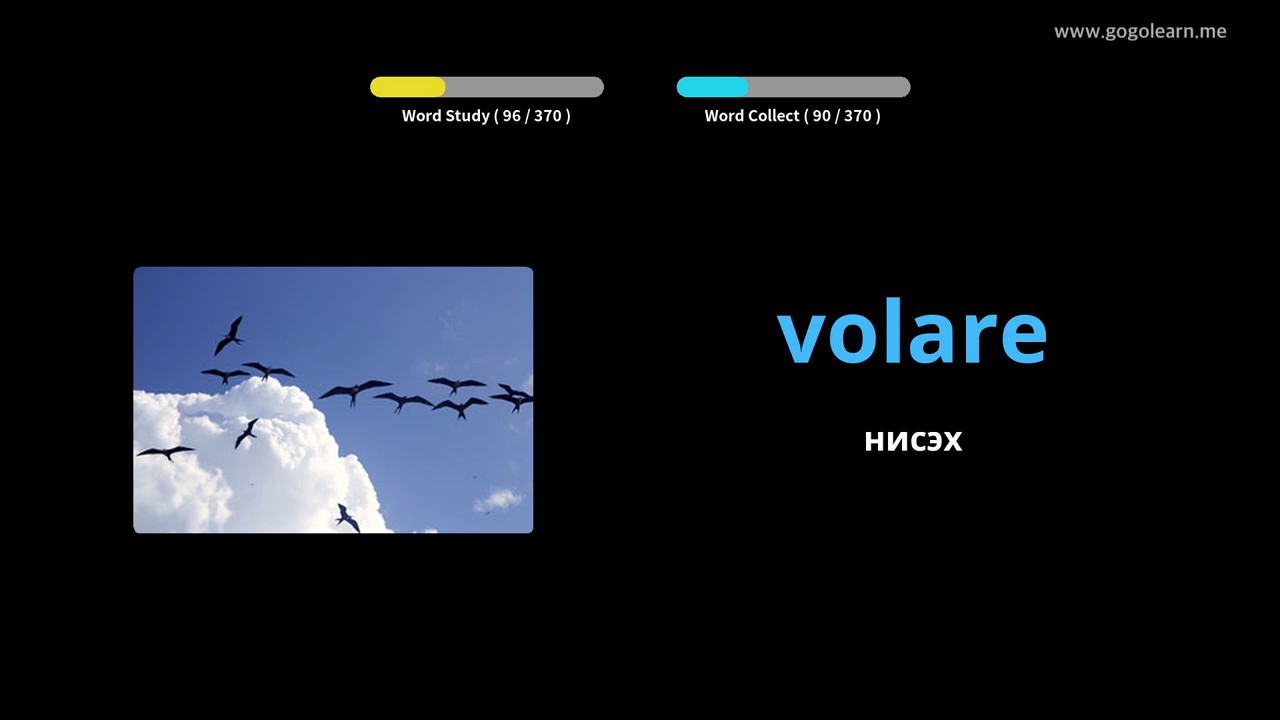 www.gogolearn.me
Word Study ( 96 / 370 )
Word Collect ( 90 / 370 )
volare
нисэх